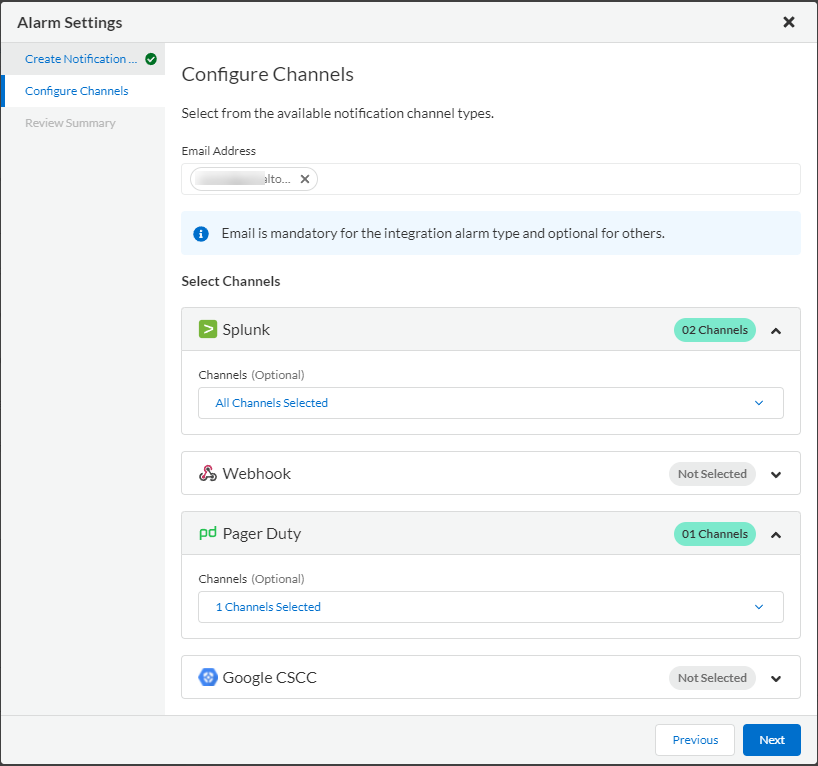 Alarm Settings
Create Notification ...
Configure Channels
Review Summary
Configure Channels
Select from the available notification channel types.
Email Address
alto...
Email is mandatory for the integration alarm type and optional for others.
Select Channels
Splunk
02 Channels
Channels (Optional)
All Channels Selected
Webhook
Not Selected
pd Pager Duty
01 Channels
Channels (Optional)
1 Channels Selected
Google CSCC
Not Selected
Previous
Next